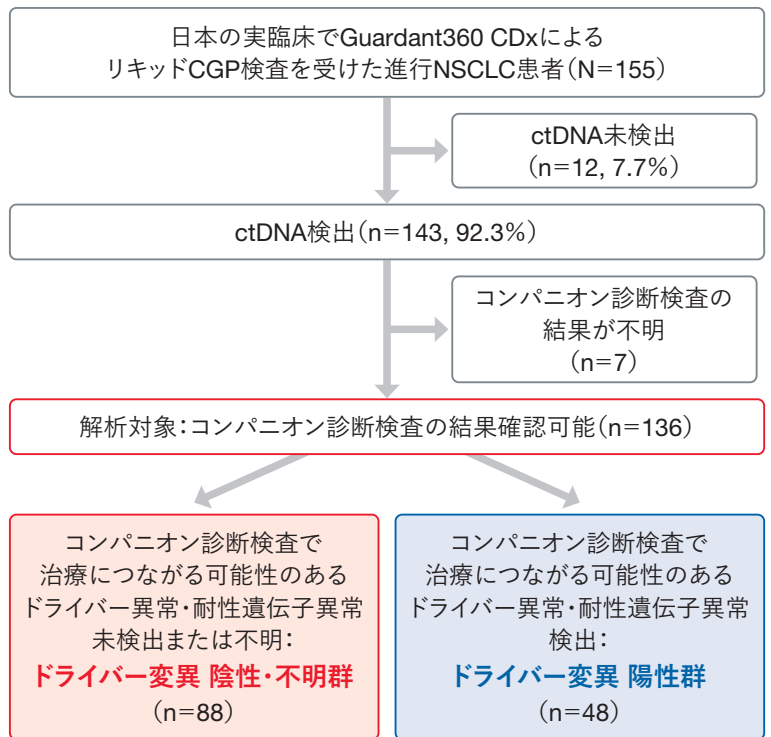 日本の実臨床でGuardant360 CDxによる
リキッドCGP検査を受けた進行NSCLC患者（N＝155）
ctDNA未検出
（n＝12, 7.7%）
ctDNA検出（n＝143, 92.3%）
コンパニオン診断検査の
結果が不明
（n＝7）
解析対象：コンパニオン診断検査の結果確認可能（n＝136）
コンパニオン診断検査で
治療につながる可能性のある
ドライバー異常・耐性遺伝子異常
未検出または不明：
ドライバー変異 陰性・不明群
（n＝88）
コンパニオン診断検査で
治療につながる可能性のある
ドライバー異常・耐性遺伝子異常
検出：
ドライバー変異 陽性群
（n＝48）